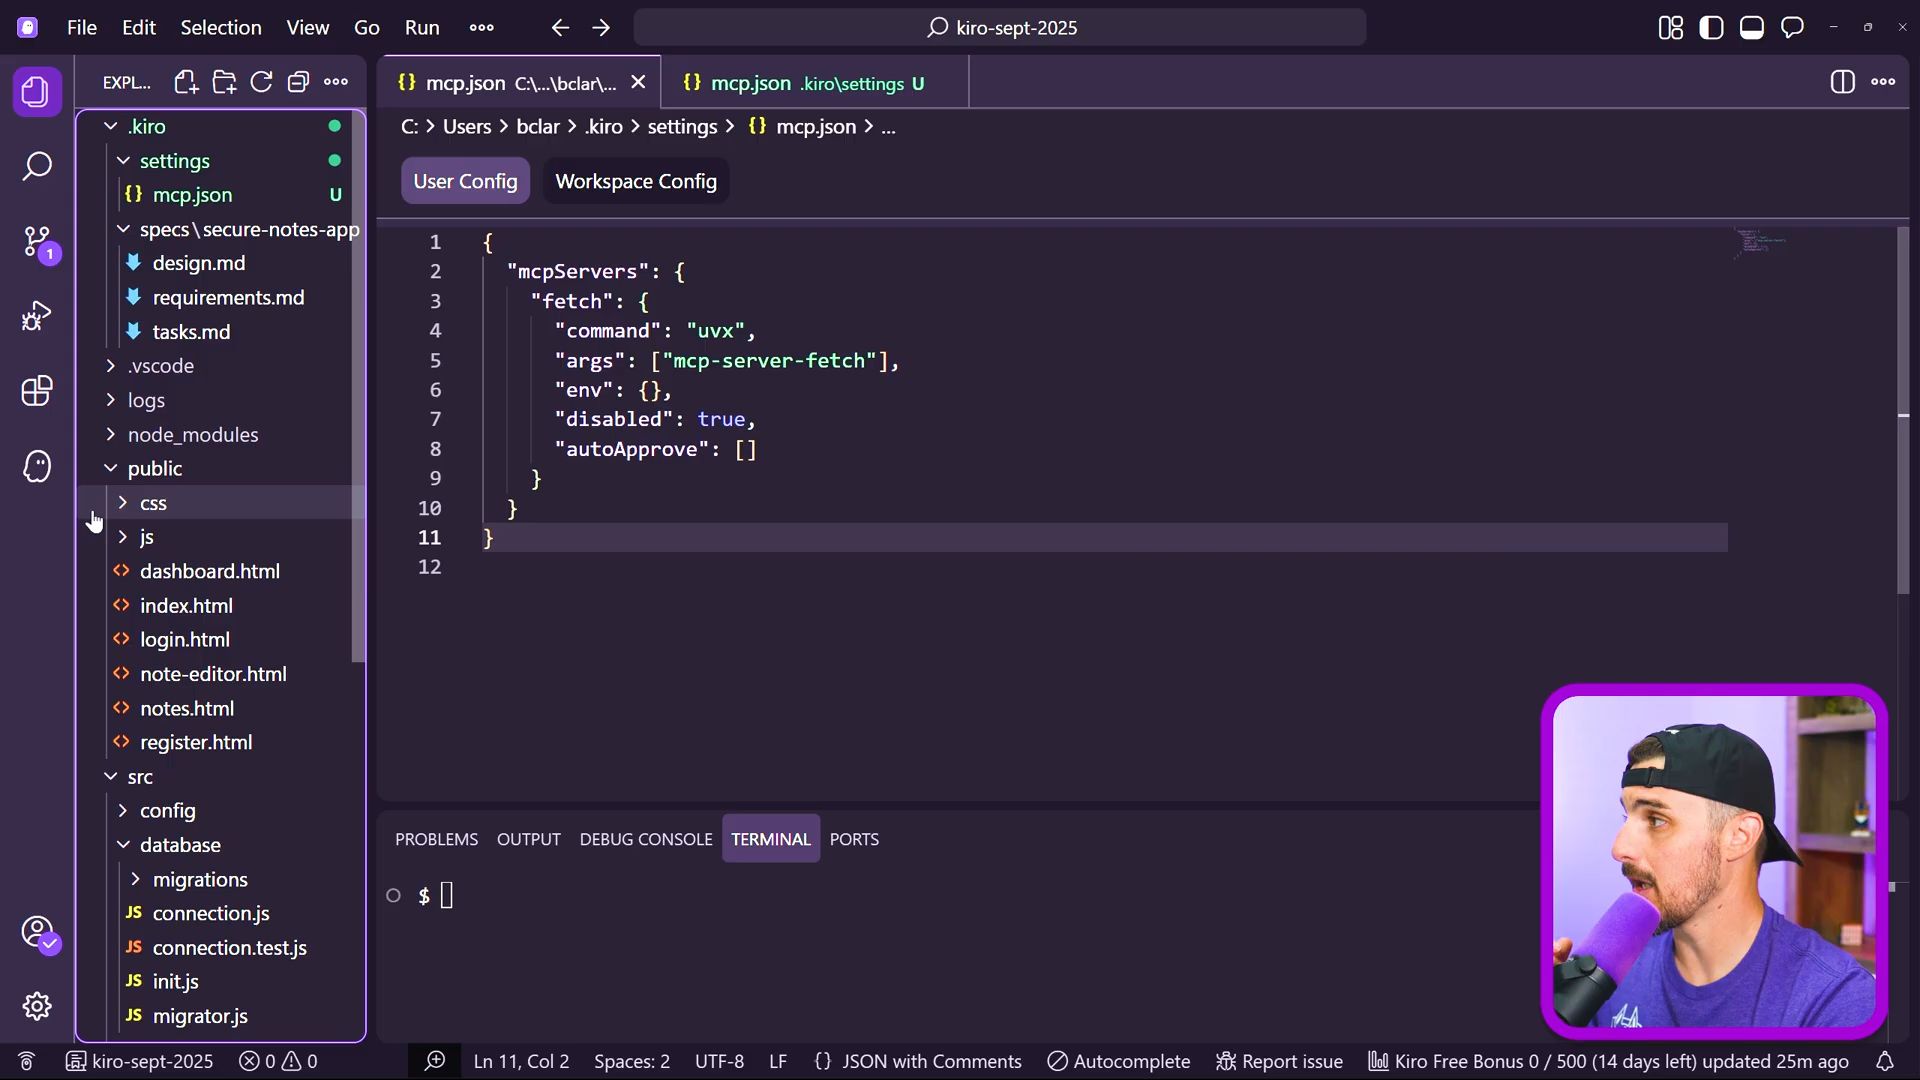 File Edit Selection View Go Run
kiro-sept-2025
EXPL...
mcp.json C:\...\bclar\...
mcp.json .kiro\settings U
C: > Users > bclar > .kiro > settings > {} mcp.json > ...
User Config
Workspace Config
.kiro
settings
{} mcp.json U
specs\secure-notes-app
design.md
requirements.md
tasks.md
.vscode
logs
node_modules
public
css
js
dashboard.html
index.html
login.html
note-editor.html
notes.html
register.html
src
config
database
migrations
JS connection.js
JS connection.test.js
JS init.js
JS migrator.js
1 {
2 "mcpServers": {
3 "fetch": {
4 "command": "uvx",
5 "args": ["mcp-server-fetch"],
6 "env": {},
7 "disabled": true,
8 "autoApprove": []
9 }
10 }
11 }
12
PROBLEMS OUTPUT DEBUG CONSOLE TERMINAL PORTS
$
1
kiro-sept-2025 0 0 Ln 11, Col 2 Spaces: 2 UTF-8 LF {} JSON with Comments Autocomplete Report issue Kiro Free Bonus 0 / 500 (14 days left) updated 25m ago